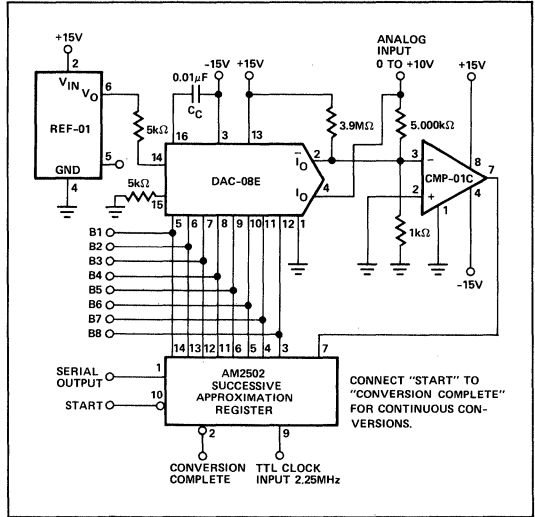 +15V
2
VIN VO
6
REF-01
5
GND
4
5kΩ
5kΩ
0.01μF
CC
-15V
+15V
16
3
13
14
15
DAC-08E
IO
2
IO
4
5 6 7 8 9 10 11 12 1
3.9MΩ
ANALOG
INPUT
0 TO +10V
5.000kΩ
1kΩ
+15V
3 −
2 +
CMP-01C
8
7
4
1
-15V
B1
B2
B3
B4
B5
B6
B7
B8
14 13 12 11 6 5 4 3
7
SERIAL
OUTPUT
1
START
10
AM2502
SUCCESSIVE
APPROXIMATION
REGISTER
2
9
CONVERSION
COMPLETE
TTL CLOCK
INPUT 2.25MHz
CONNECT "START" TO
"CONVERSION COMPLETE"
FOR CONTINUOUS CON-
VERSIONS.